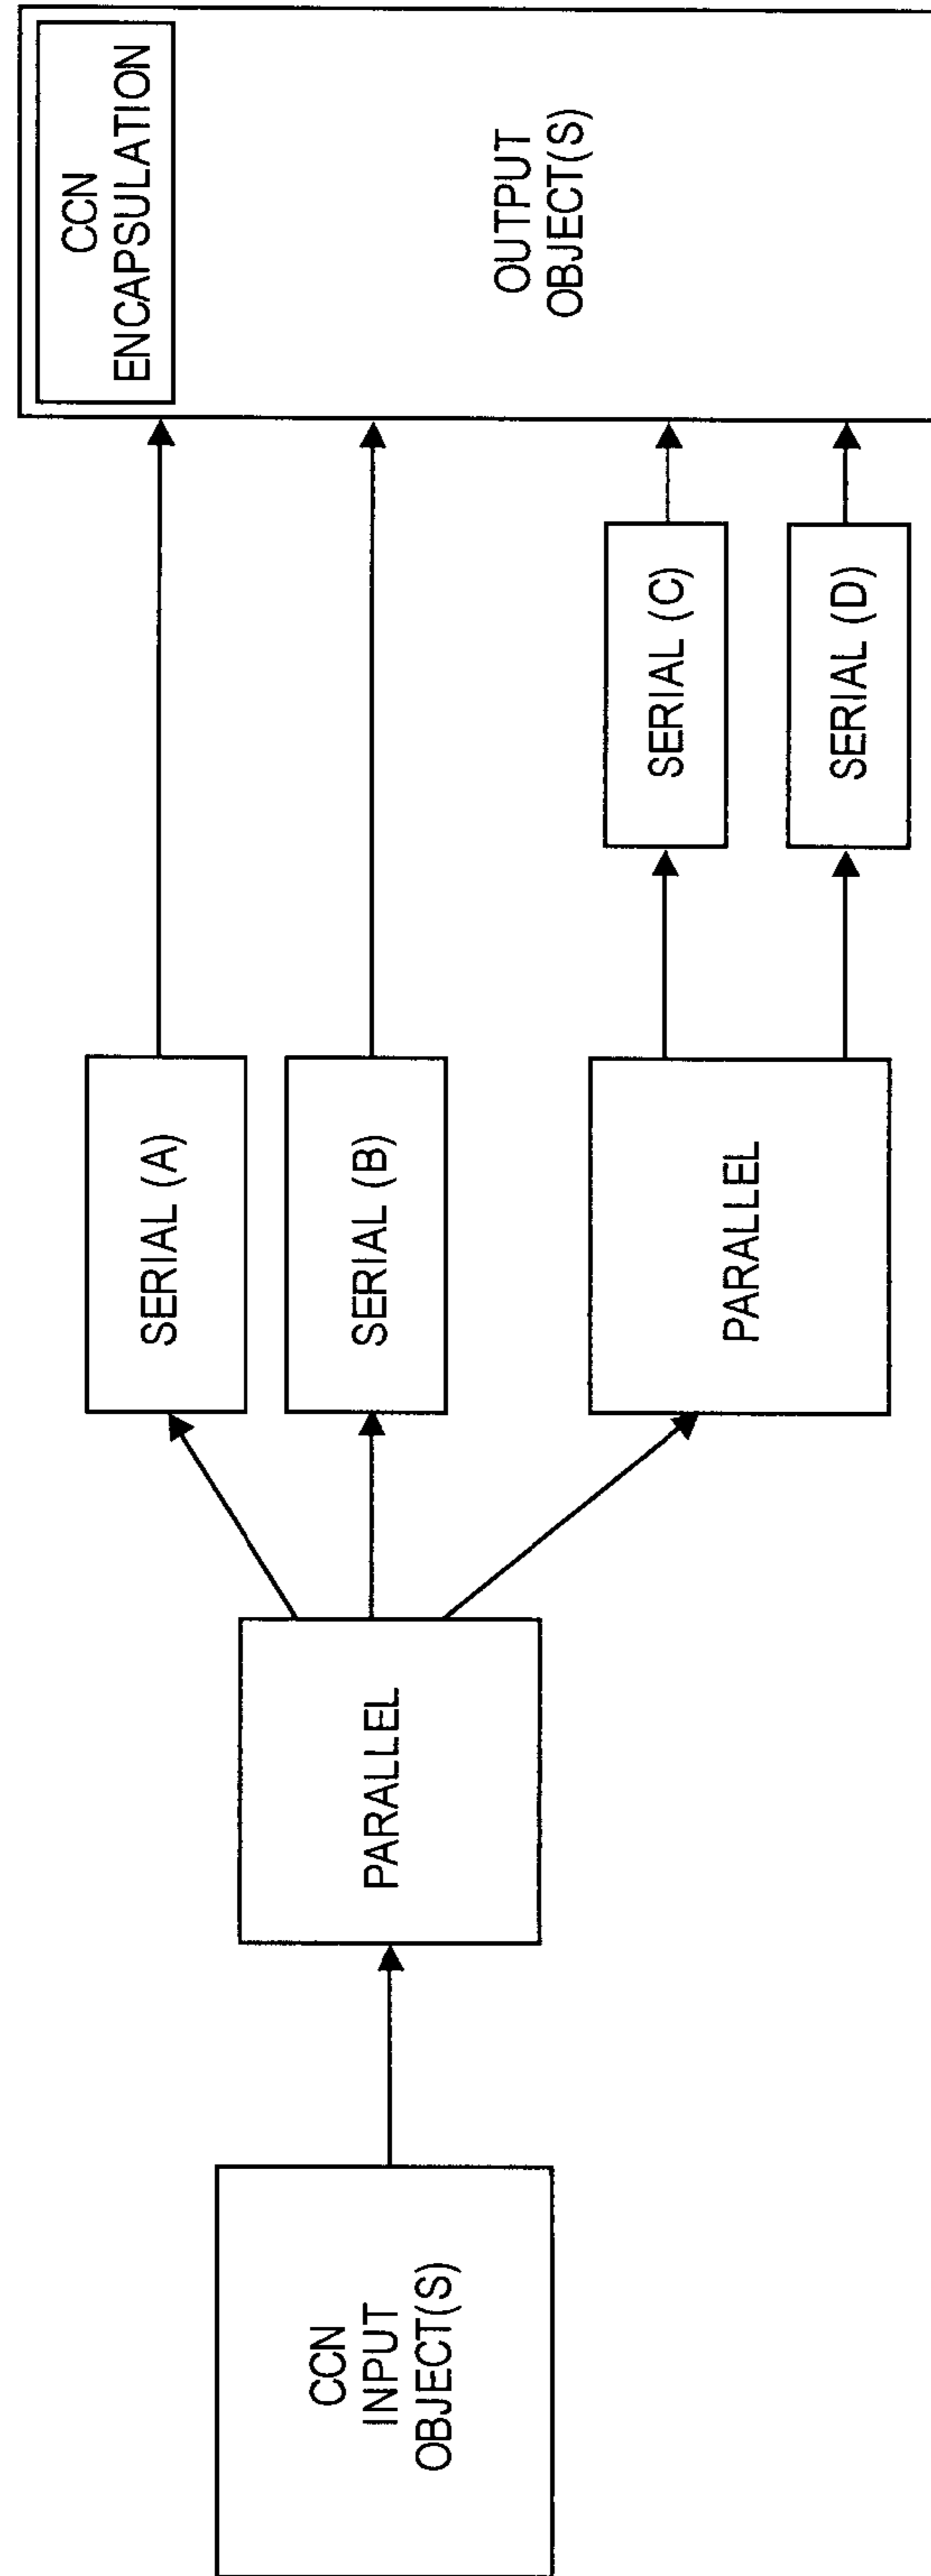 CCN
INPUT
OBJECT(S)
PARALLEL
SERIAL (A)
SERIAL (B)
PARALLEL
SERIAL (C)
SERIAL (D)
CCN
ENCAPSULATION
OUTPUT
OBJECT(S)